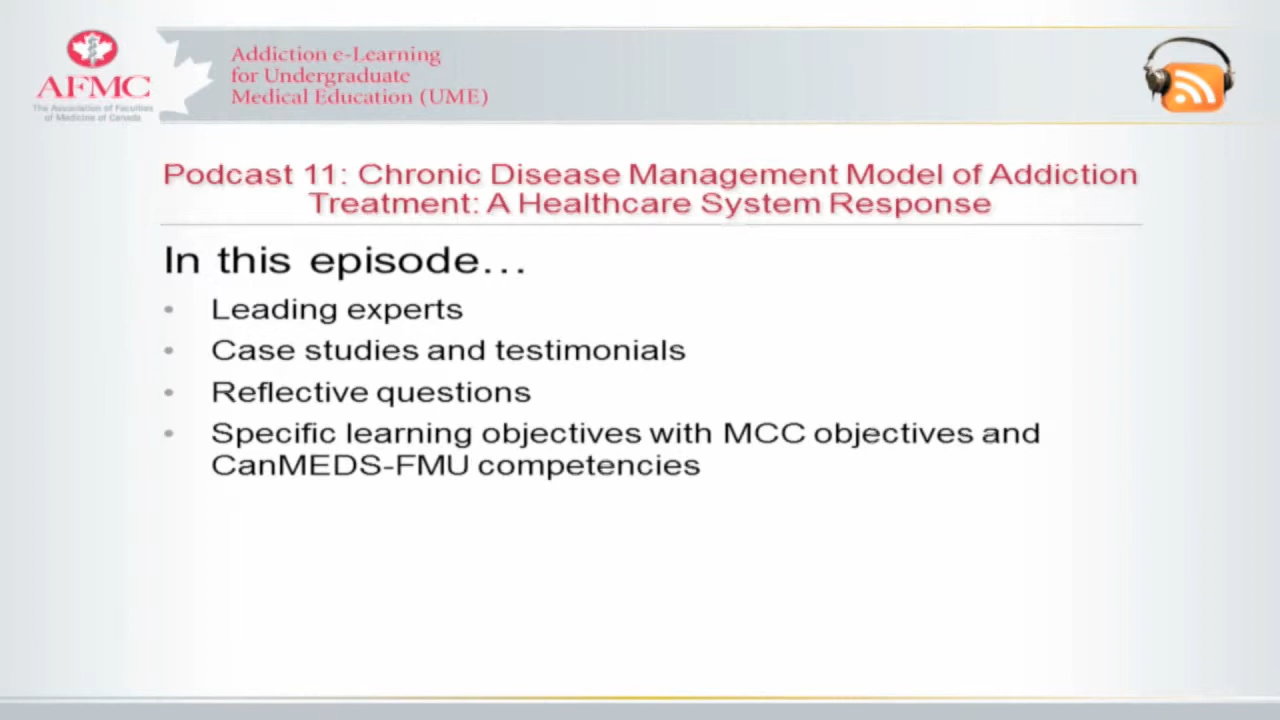 AFMC
The Association of Faculties
of Medicine of Canada
Addiction e-Learning
for Undergraduate
Medical Education (UME)
Podcast 11: Chronic Disease Management Model of Addiction
Treatment: A Healthcare System Response
In this episode…
• Leading experts
• Case studies and testimonials
• Reflective questions
• Specific learning objectives with MCC objectives and
CanMEDS-FMU competencies